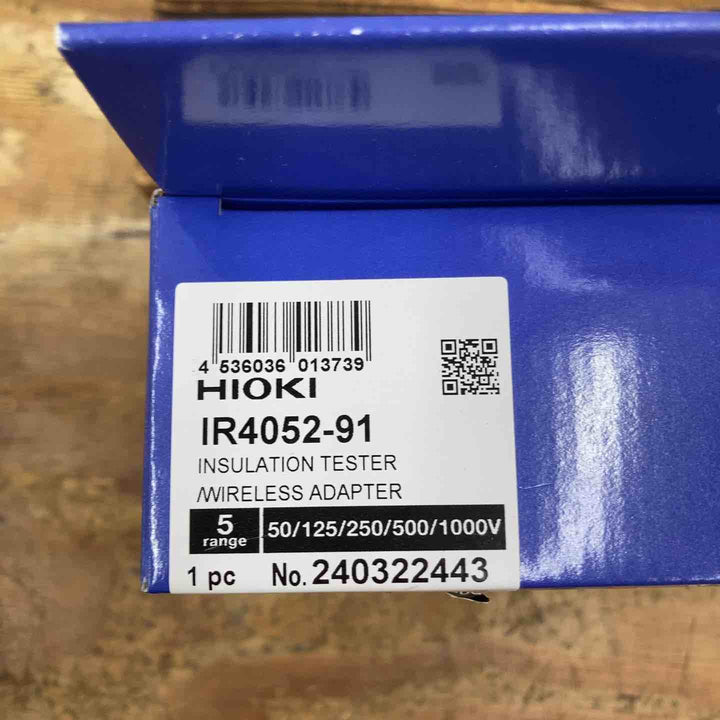 4 536036 013739
HIOKI
IR4052-91
INSULATION TESTER
/WIRELESS ADAPTER
5 range 50/125/250/500/1000V
1 pc No. 240322443